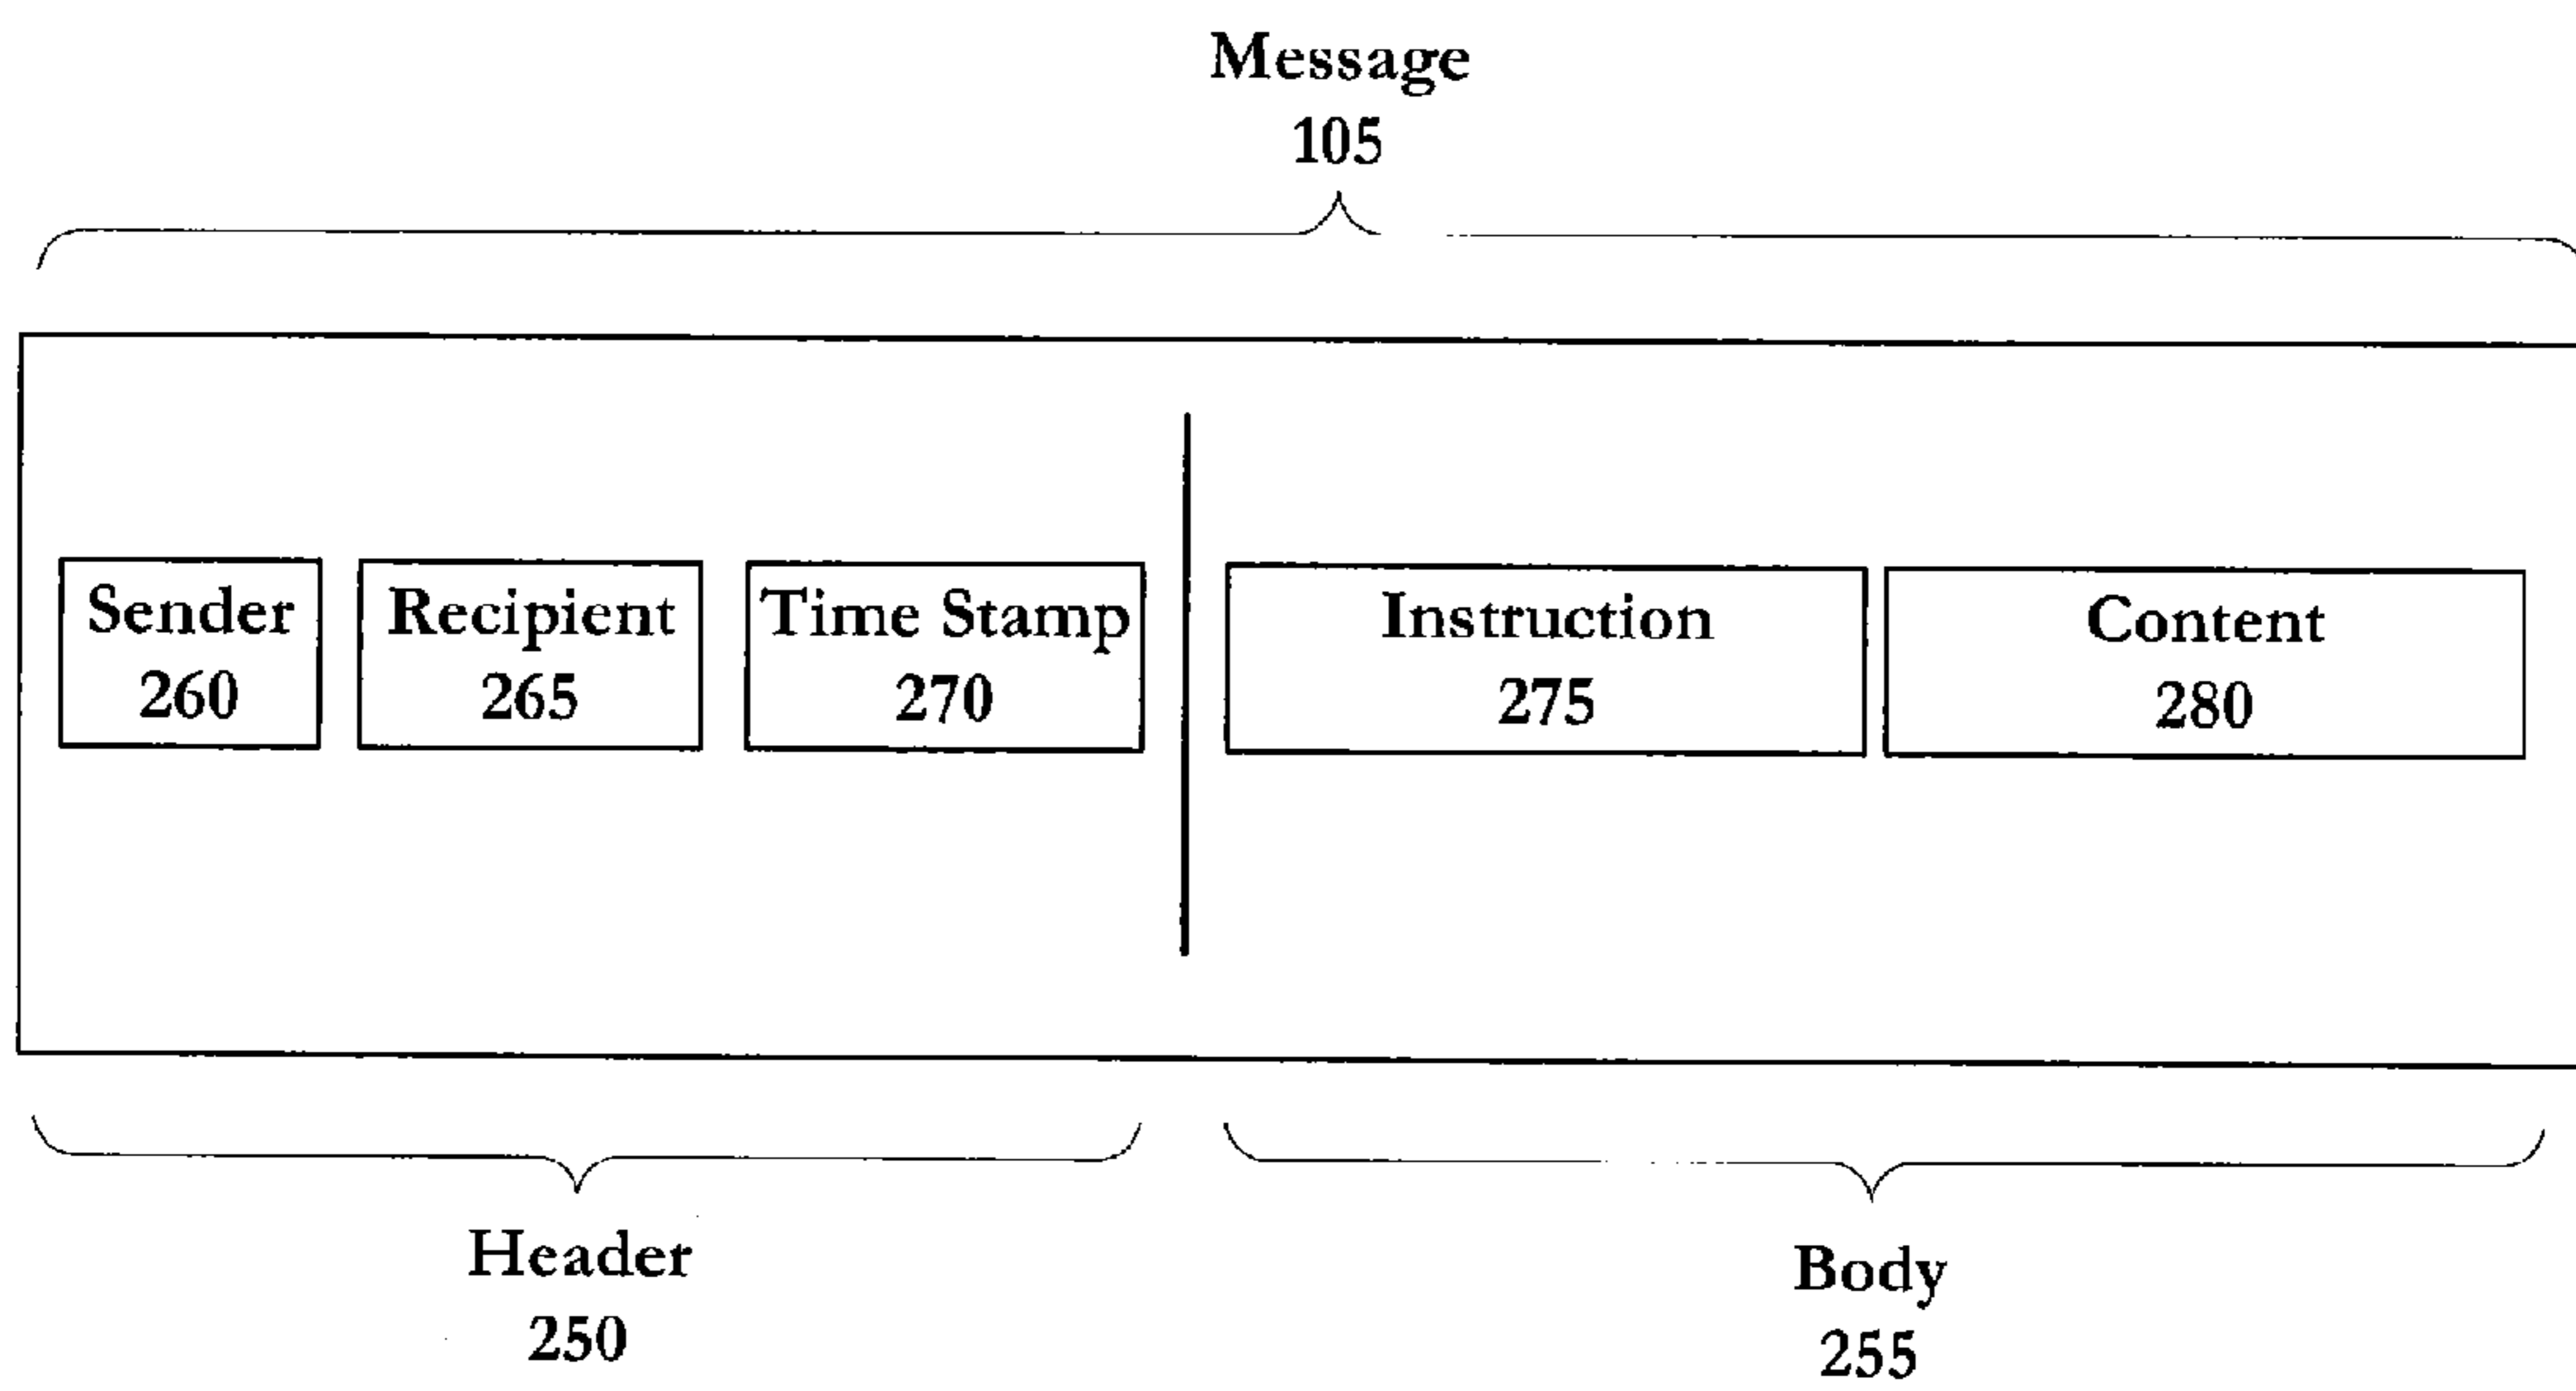 Message
105
Sender
260
Recipient
265
Time Stamp
270
Instruction
275
Content
280
Header
250
Body
255